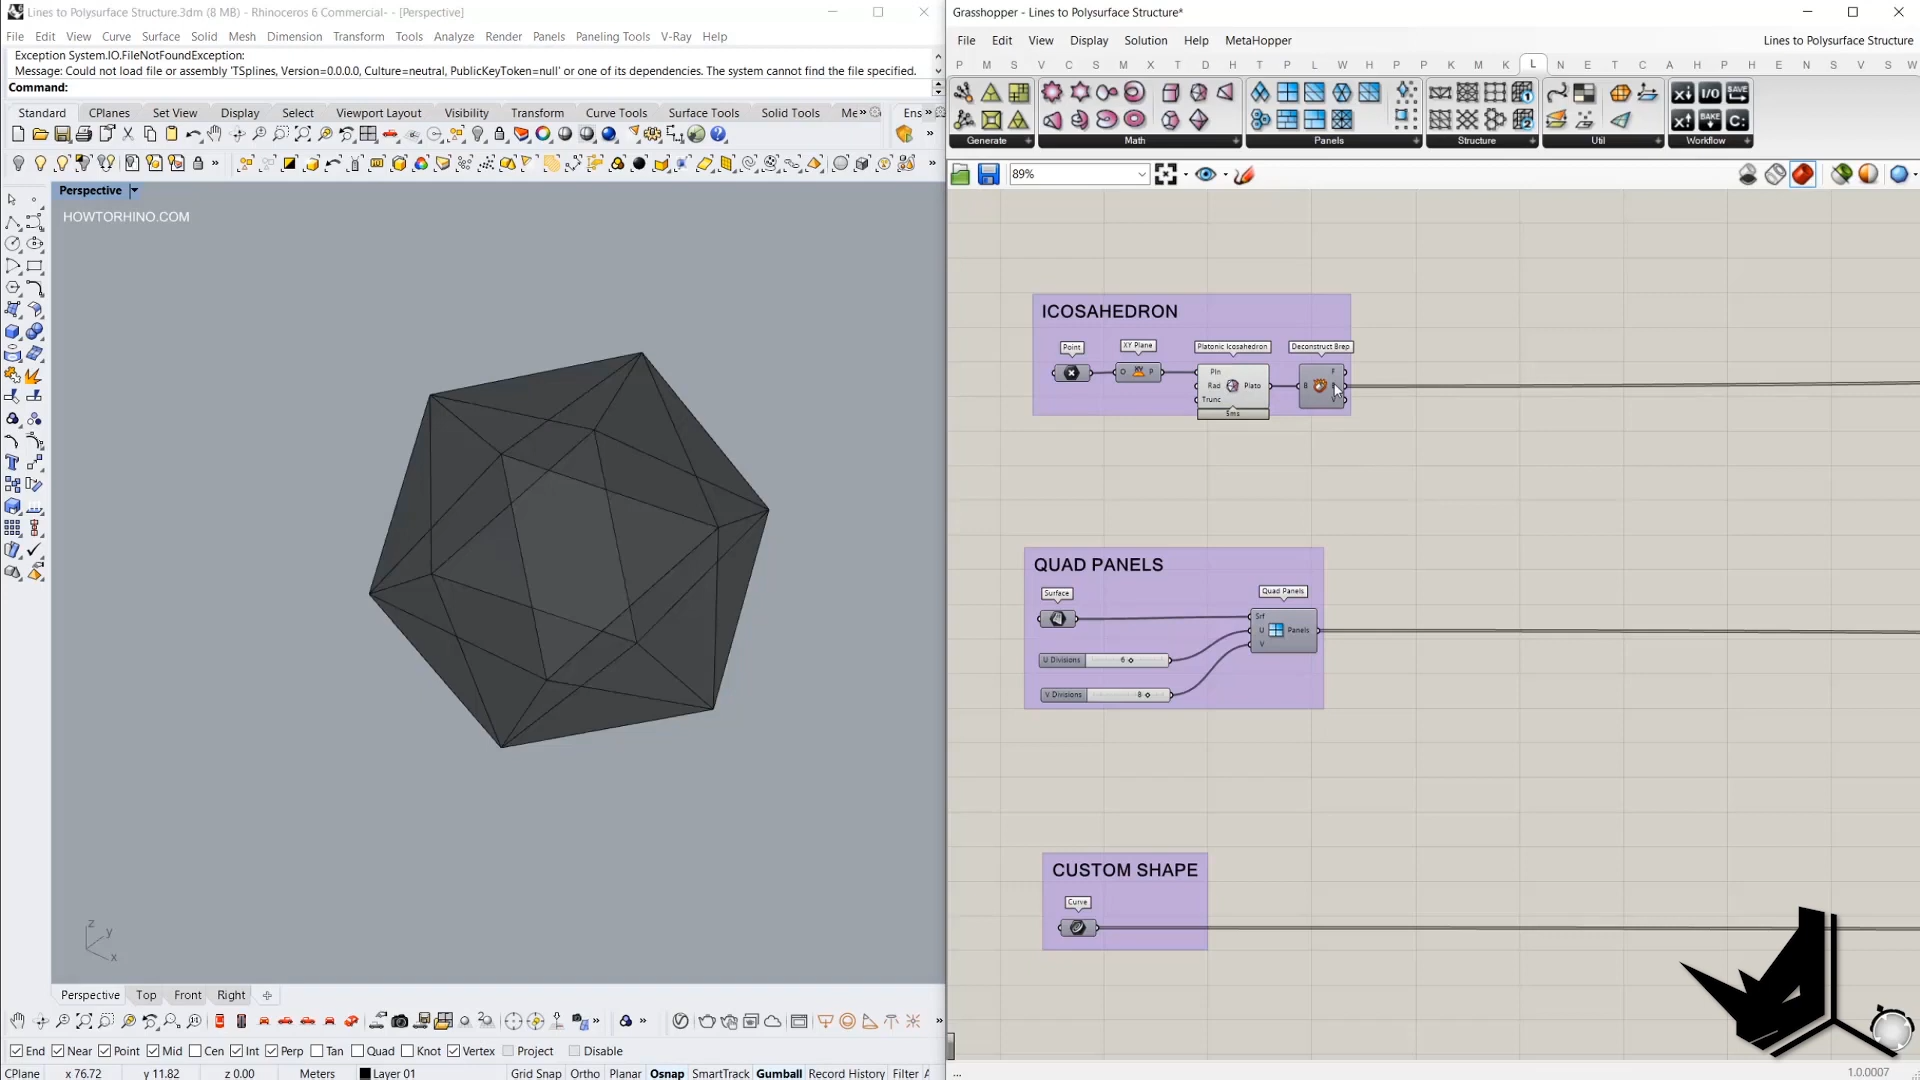 Lines to Polysurface Structure.3dm (8 MB) - Rhinoceros 6 Commercial- - [Perspective]
File Edit View Curve Surface Solid Mesh Dimension Transform Tools Analyze Render Panels Paneling Tools V-Ray Help
Exception System.IO.FileNotFoundException:
Message: Could not load file or assembly 'TSplines, Version=0.0.0.0, Culture=neutral, PublicKeyToken=null' or one of its dependencies. The system cannot find the file specified.
Command:
Standard CPlanes Set View Display Select Viewport Layout Visibility Transform Curve Tools Surface Tools Solid Tools Me» Ens»
Perspective
HOWTORHINO.COM
z
y
x
Perspective Top Front Right
End Near Point Mid Cen Int Perp Tan Quad Knot Vertex Project Disable
CPlane x 76.72 y 11.82 z 0.00 Meters Layer 01 Grid Snap Ortho Planar Osnap SmartTrack Gumball Record History Filter A
Grasshopper - Lines to Polysurface Structure*
File Edit View Display Solution Help MetaHopper Lines to Polysurface Structure
P M S V C S M X T D H T P L W H P P K M K L N E T C A H P H E N S V S W
Generate Math Panels Structure Util Workflow
I/O SAVE
BAKE C:
89%
ICOSAHEDRON
Point XY Plane Platonic Icosahedron Deconstruct Brep
O XY P
Pln
Rad Plato
Trunc
5ms
B F
V
QUAD PANELS
Surface Quad Panels
Srf
U Panels
V
U Divisions 6
V Divisions 8
CUSTOM SHAPE
Curve
...
1.0.0007